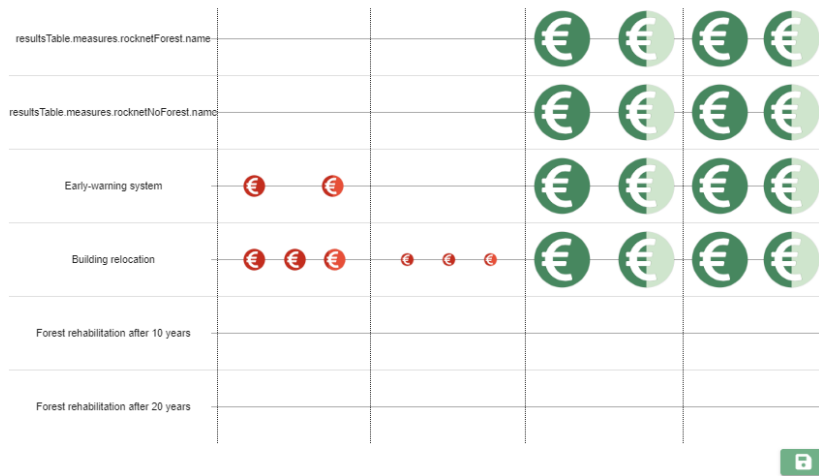 resultsTable.measures.rocknetForest.name
€ € € €
resultsTable.measures.rocknetNoForest.name
€ € € €
Early-warning system
€ € € € € €
Building relocation
€ € € € € € € € € €
Forest rehabilitation after 10 years
Forest rehabilitation after 20 years